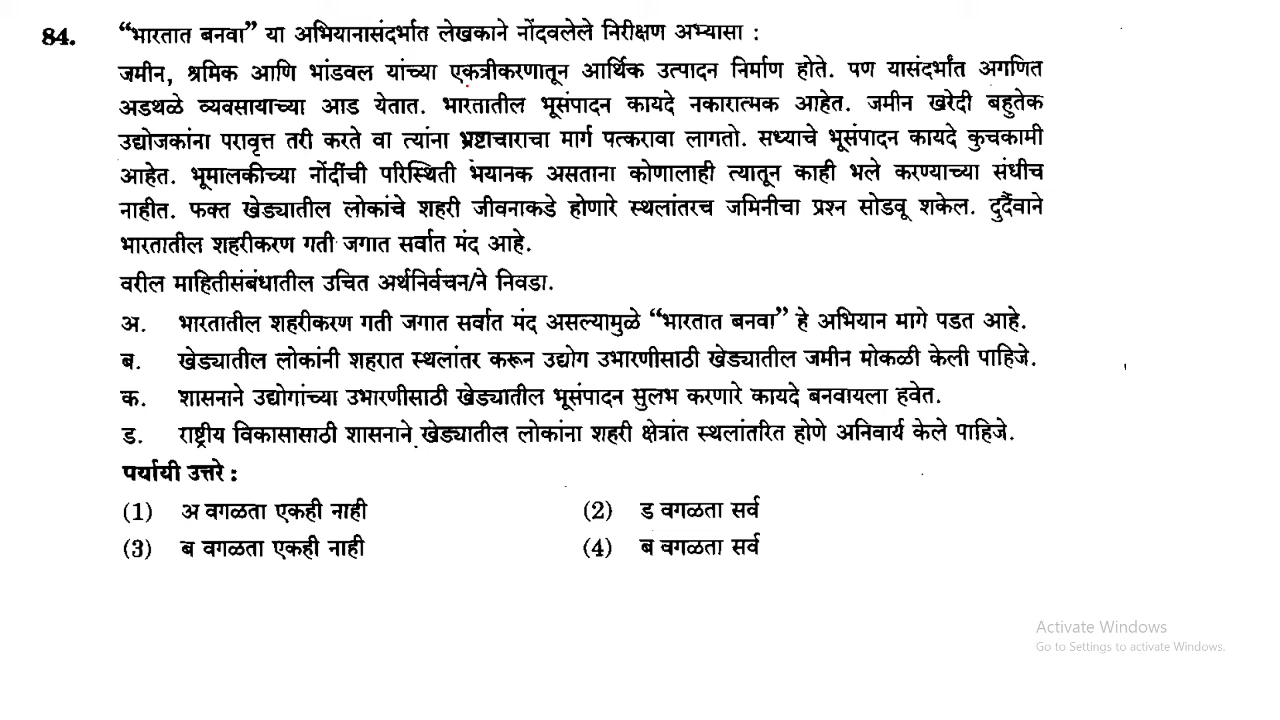 84. “भारतात बनवा” या अभियानासंदर्भात लेखकाने नोंदवलेले निरीक्षण अभ्यासा :
जमीन, श्रमिक आणि भांडवल यांच्या एकत्रीकरणातून आर्थिक उत्पादन निर्माण होते. पण यासंदर्भांत अगणित
अडथळे व्यवसायाच्या आड येतात. भारतातील भूसंपादन कायदे नकारात्मक आहेत. जमीन खरेदी बहुतेक
उद्योजकांना परावृत्त तरी करते वा त्यांना भ्रष्टाचाराचा मार्ग पत्करावा लागतो. सध्याचे भूसंपादन कायदे कुचकामी
आहेत. भूमालकीच्या नोंदींची परिस्थिती भयानक असताना कोणालाही त्यातून काही भले करण्याच्या संधीच
नाहीत. फक्त खेड्यातील लोकांचे शहरी जीवनाकडे होणारे स्थलांतरच जमिनीचा प्रश्न सोडवू शकेल. दुर्दैवाने
भारतातील शहरीकरण गती जगात सर्वात मंद आहे.
वरील माहितीसंबंधातील उचित अर्थनिर्वचन/ने निवडा.
अ. भारतातील शहरीकरण गती जगात सर्वात मंद असल्यामुळे “भारतात बनवा” हे अभियान मागे पडत आहे.
ब. खेड्यातील लोकांनी शहरात स्थलांतर करून उद्योग उभारणीसाठी खेड्यातील जमीन मोकळी केली पाहिजे.
क. शासनाने उद्योगांच्या उभारणीसाठी खेड्यातील भूसंपादन सुलभ करणारे कायदे बनवायला हवेत.
ड. राष्ट्रीय विकासासाठी शासनाने खेड्यातील लोकांना शहरी क्षेत्रांत स्थलांतरित होणे अनिवार्य केले पाहिजे.
पर्यायी उत्तरे :
(1) अ वगळता एकही नाही (2) ड वगळता सर्व
(3) ब वगळता एकही नाही (4) ब वगळता सर्व
Activate Windows
Go to Settings to activate Windows.